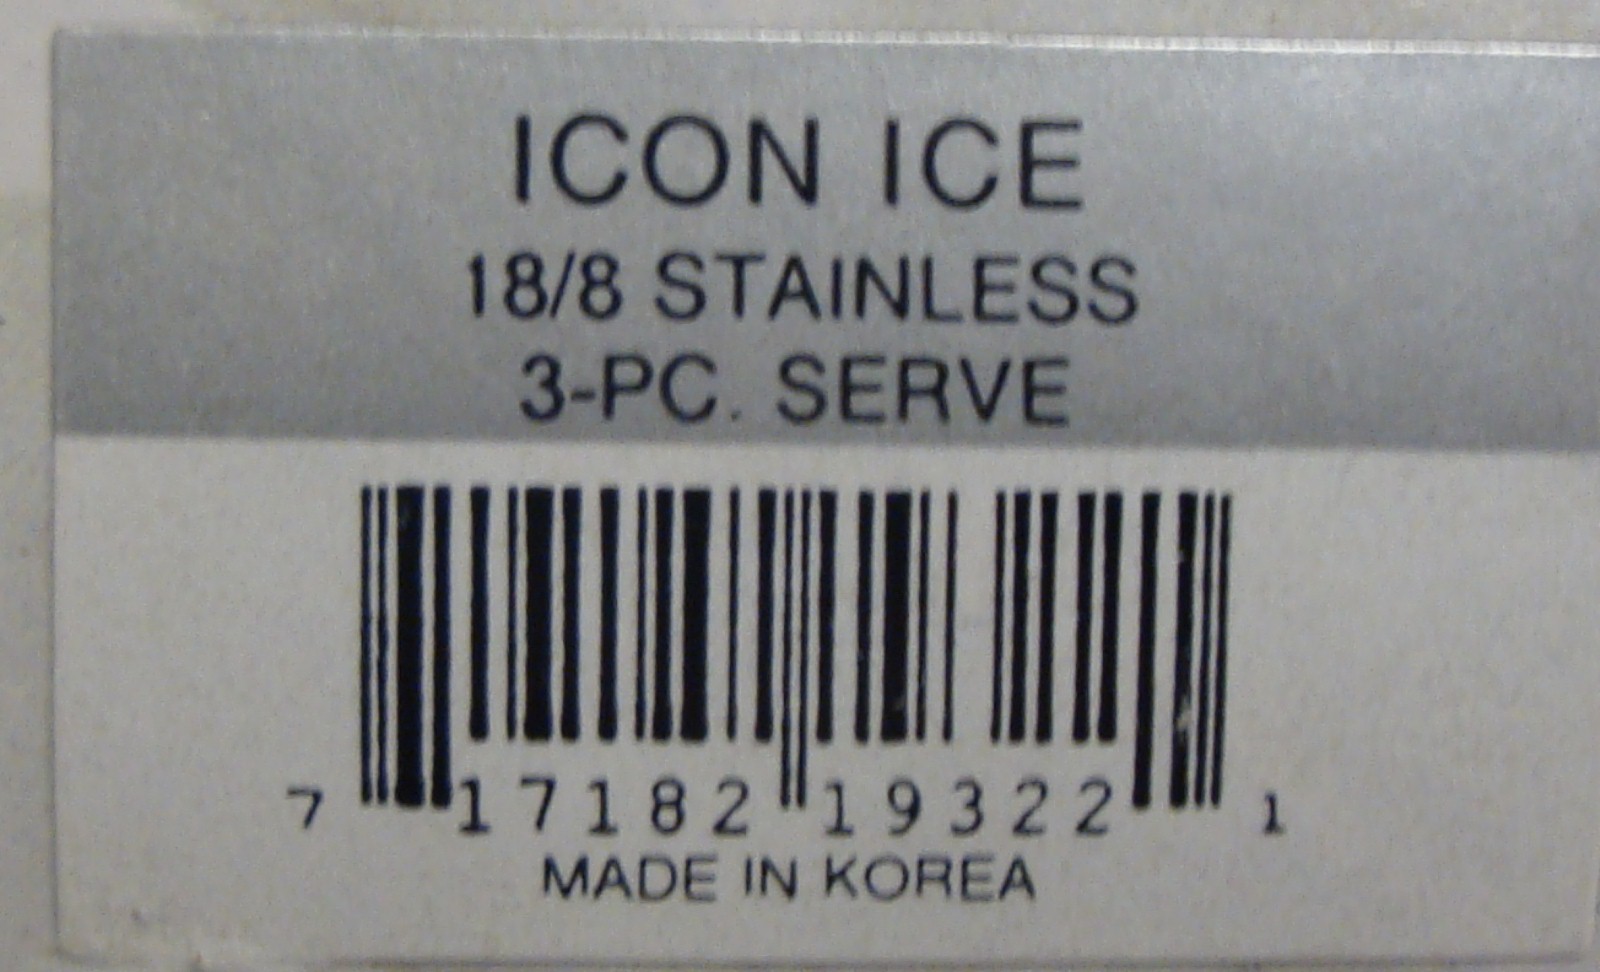 ICON ICE
18/8 STAINLESS
3-PC. SERVE
7 17182 19322 1
MADE IN KOREA